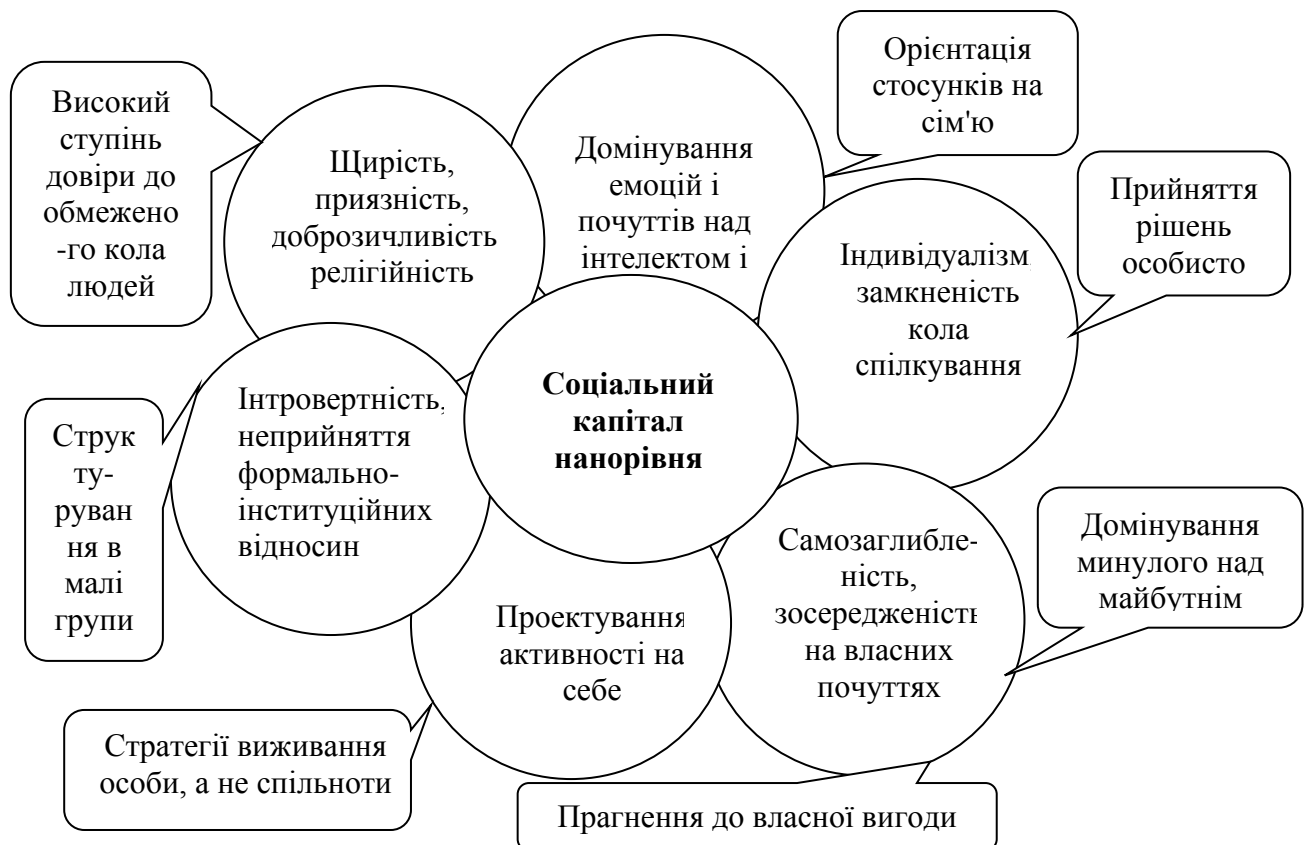 Високий
ступінь
довіри до
обмежено
-го кола
людей
Щирість,
приязність,
доброзичливість
релігійність
Домінування
емоцій і
почуттів над
інтелектом і
Орієнтація
стосунків на
сім'ю
Індивідуалізм,
замкненість
кола
спілкування
Прийняття
рішень
особисто
Соціальний
капітал
нанорівня
Інтровертність,
неприйняття
формально-
інституційних
відносин
Струк
ту-
руван
ня в
малі
групи
Самозаглибле-
ність,
зосередженість
на власних
почуттях
Домінування
минулого над
майбутнім
Проектування
активності на
себе
Стратегії виживання
особи, а не спільноти
Прагнення до власної вигоди